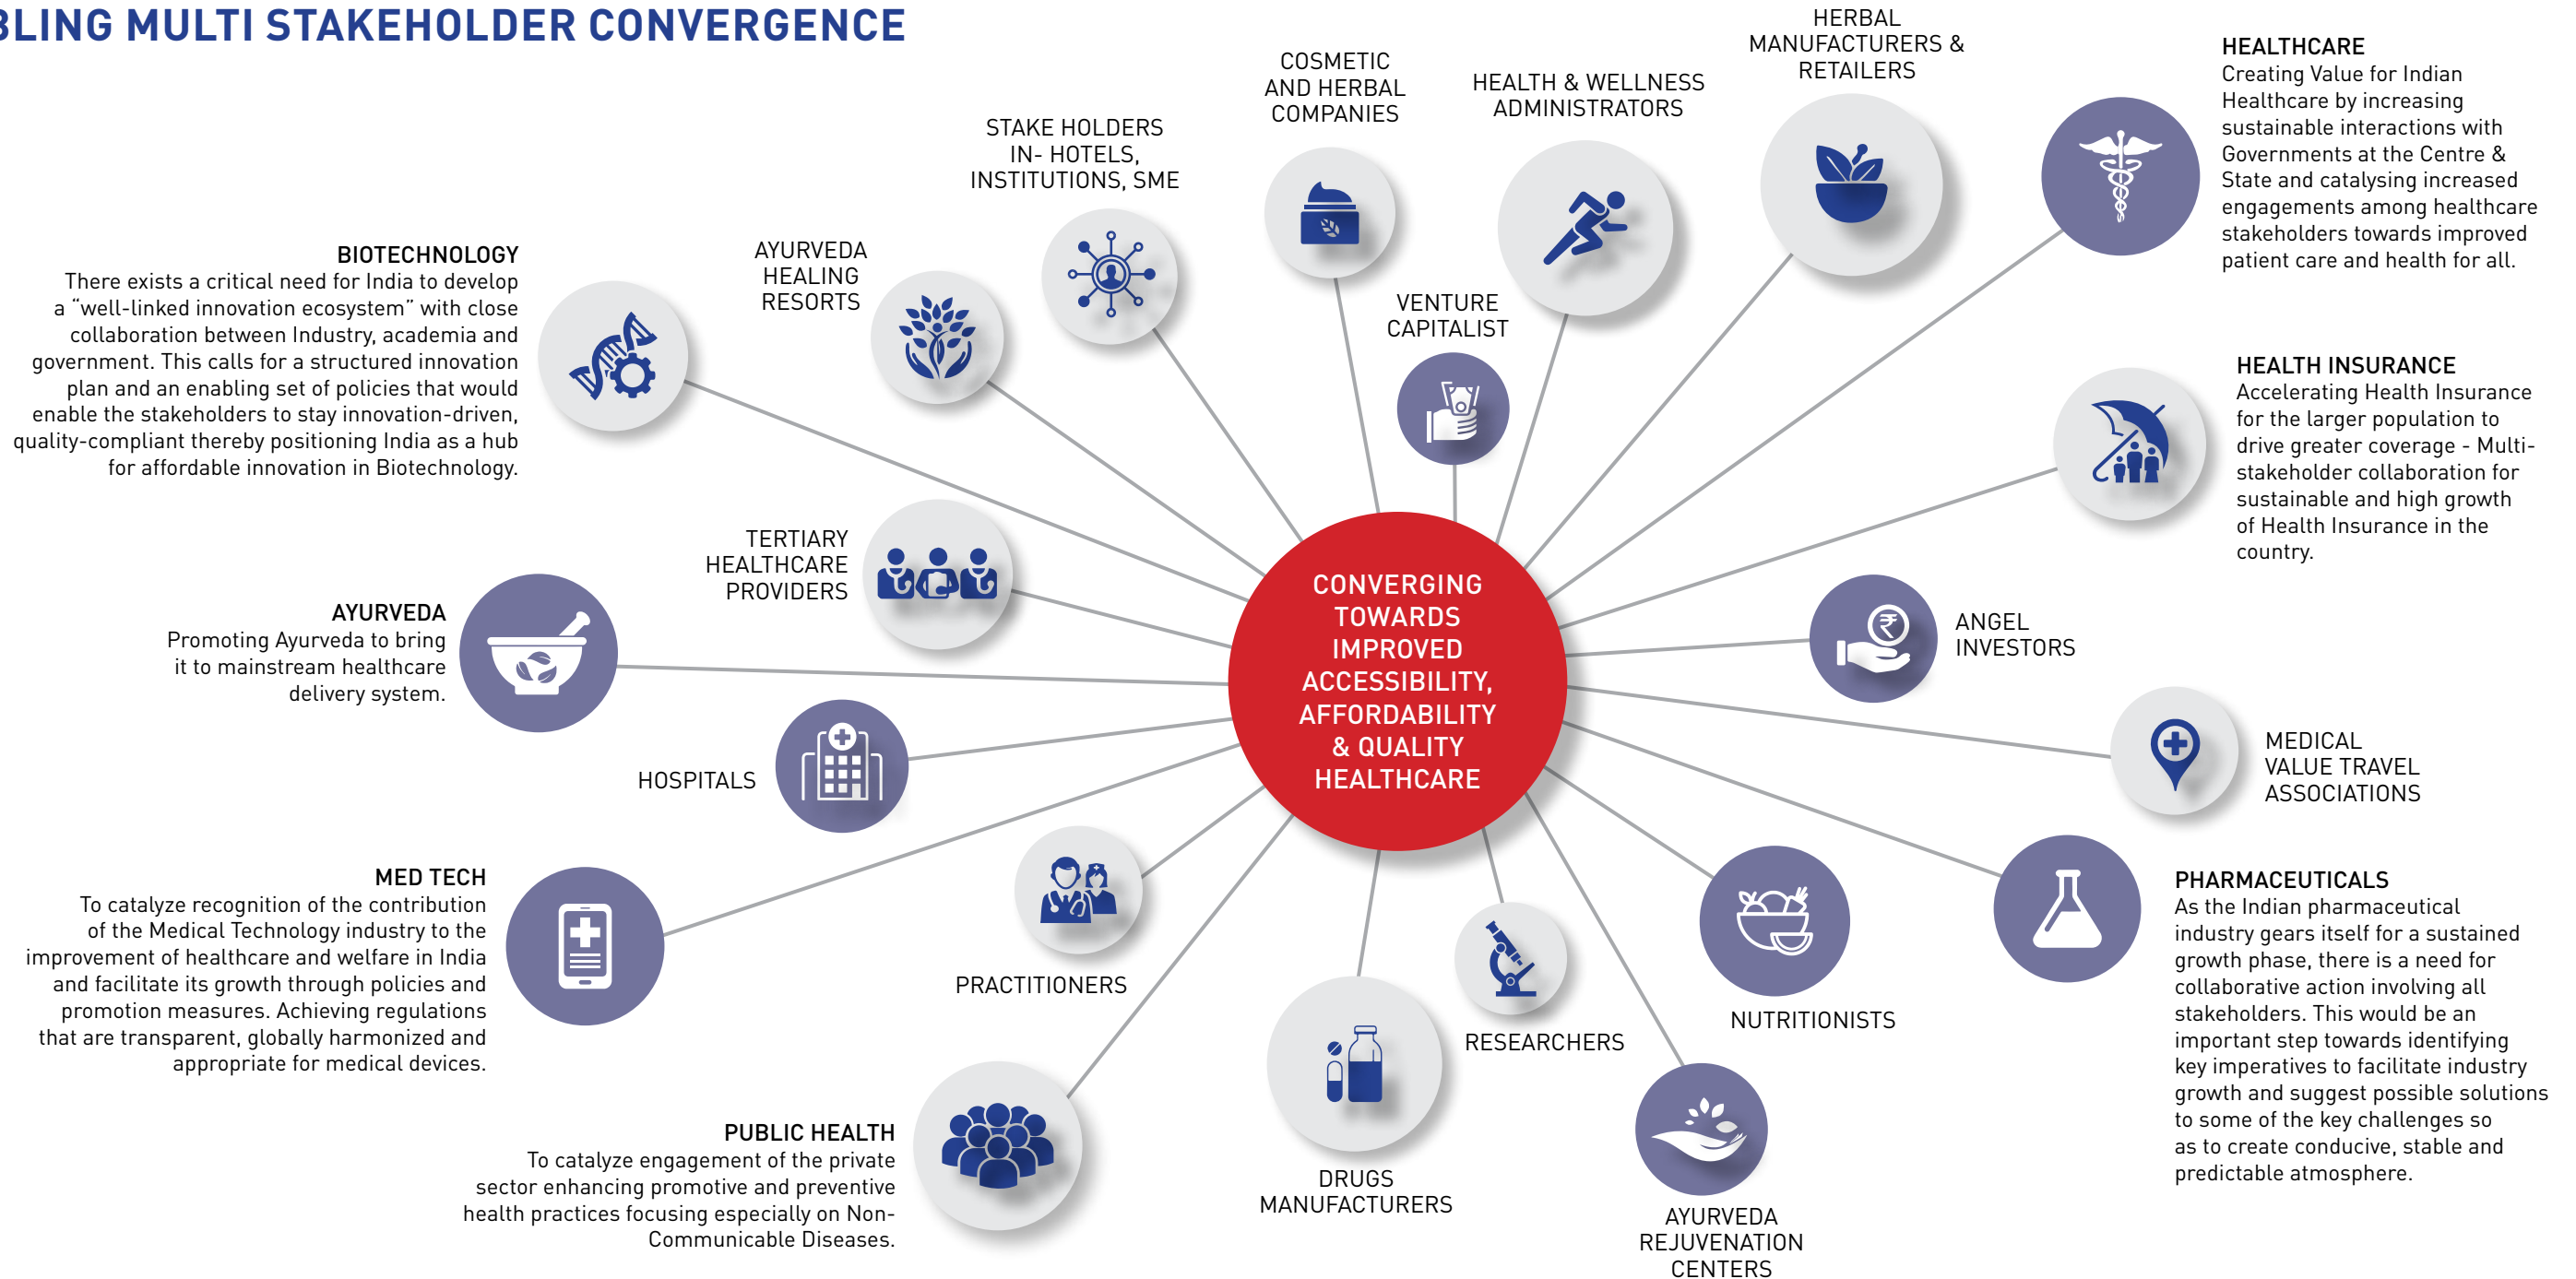 BLING MULTI STAKEHOLDER CONVERGENCE
BIOTECHNOLOGY
There exists a critical need for India to develop
a “well-linked innovation ecosystem” with close
collaboration between Industry, academia and
government. This calls for a structured innovation
plan and an enabling set of policies that would
enable the stakeholders to stay innovation-driven,
quality-compliant thereby positioning India as a hub
for affordable innovation in Biotechnology.
AYURVEDA
HEALING
RESORTS
STAKE HOLDERS
IN- HOTELS,
INSTITUTIONS, SME
COSMETIC
AND HERBAL
COMPANIES
VENTURE
CAPITALIST
HEALTH & WELLNESS
ADMINISTRATORS
HERBAL
MANUFACTURERS &
RETAILERS
HEALTHCARE
Creating Value for Indian
Healthcare by increasing
sustainable interactions with
Governments at the Centre &
State and catalysing increased
engagements among healthcare
stakeholders towards improved
patient care and health for all.
HEALTH INSURANCE
Accelerating Health Insurance
for the larger population to
drive greater coverage - Multi-
stakeholder collaboration for
sustainable and high growth
of Health Insurance in the
country.
TERTIARY
HEALTHCARE
PROVIDERS
AYURVEDA
Promoting Ayurveda to bring
it to mainstream healthcare
delivery system.
HOSPITALS
CONVERGING
TOWARDS
IMPROVED
ACCESSIBILITY,
AFFORDABILITY
& QUALITY
HEALTHCARE
₹
ANGEL
INVESTORS
MEDICAL
VALUE TRAVEL
ASSOCIATIONS
MED TECH
To catalyze recognition of the contribution
of the Medical Technology industry to the
improvement of healthcare and welfare in India
and facilitate its growth through policies and
promotion measures. Achieving regulations
that are transparent, globally harmonized and
appropriate for medical devices.
PRACTITIONERS
PUBLIC HEALTH
To catalyze engagement of the private
sector enhancing promotive and preventive
health practices focusing especially on Non-
Communicable Diseases.
DRUGS
MANUFACTURERS
RESEARCHERS
AYURVEDA
REJUVENATION
CENTERS
NUTRITIONISTS
PHARMACEUTICALS
As the Indian pharmaceutical
industry gears itself for a sustained
growth phase, there is a need for
collaborative action involving all
stakeholders. This would be an
important step towards identifying
key imperatives to facilitate industry
growth and suggest possible solutions
to some of the key challenges so
as to create conducive, stable and
predictable atmosphere.